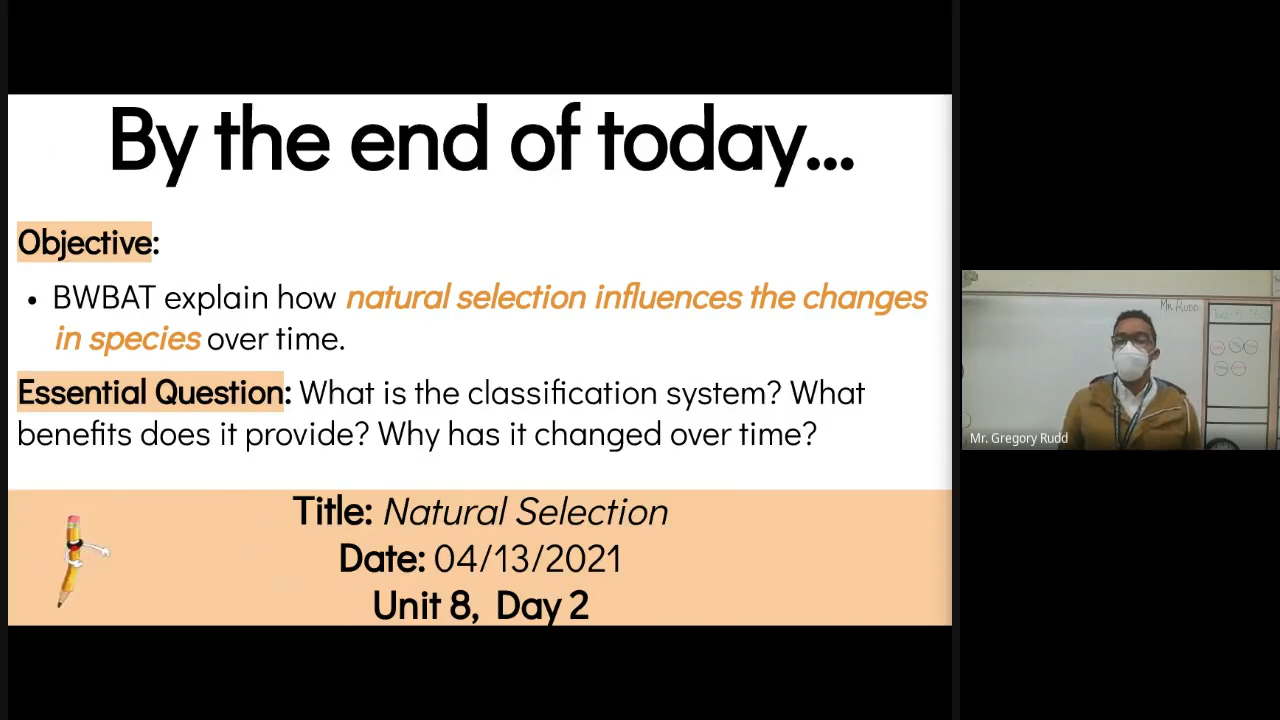 By the end of today...
Objective:
• BWBAT explain how natural selection influences the changes
in species over time.
Essential Question: What is the classification system? What
benefits does it provide? Why has it changed over time?
Title: Natural Selection
Date: 04/13/2021
Unit 8, Day 2
MR. RUDD
Mr. Gregory Rudd